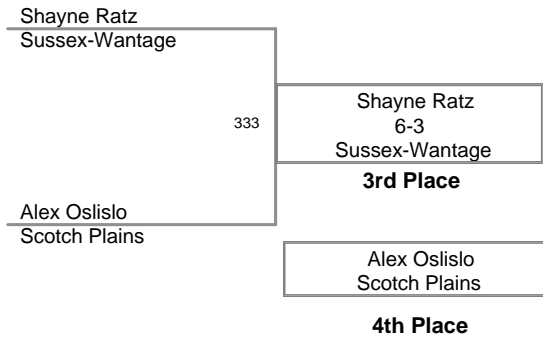 Shayne Ratz
Sussex-Wantage
333
Shayne Ratz
6-3
Sussex-Wantage
3rd Place
Alex Oslislo
Scotch Plains
Alex Oslislo
Scotch Plains
4th Place